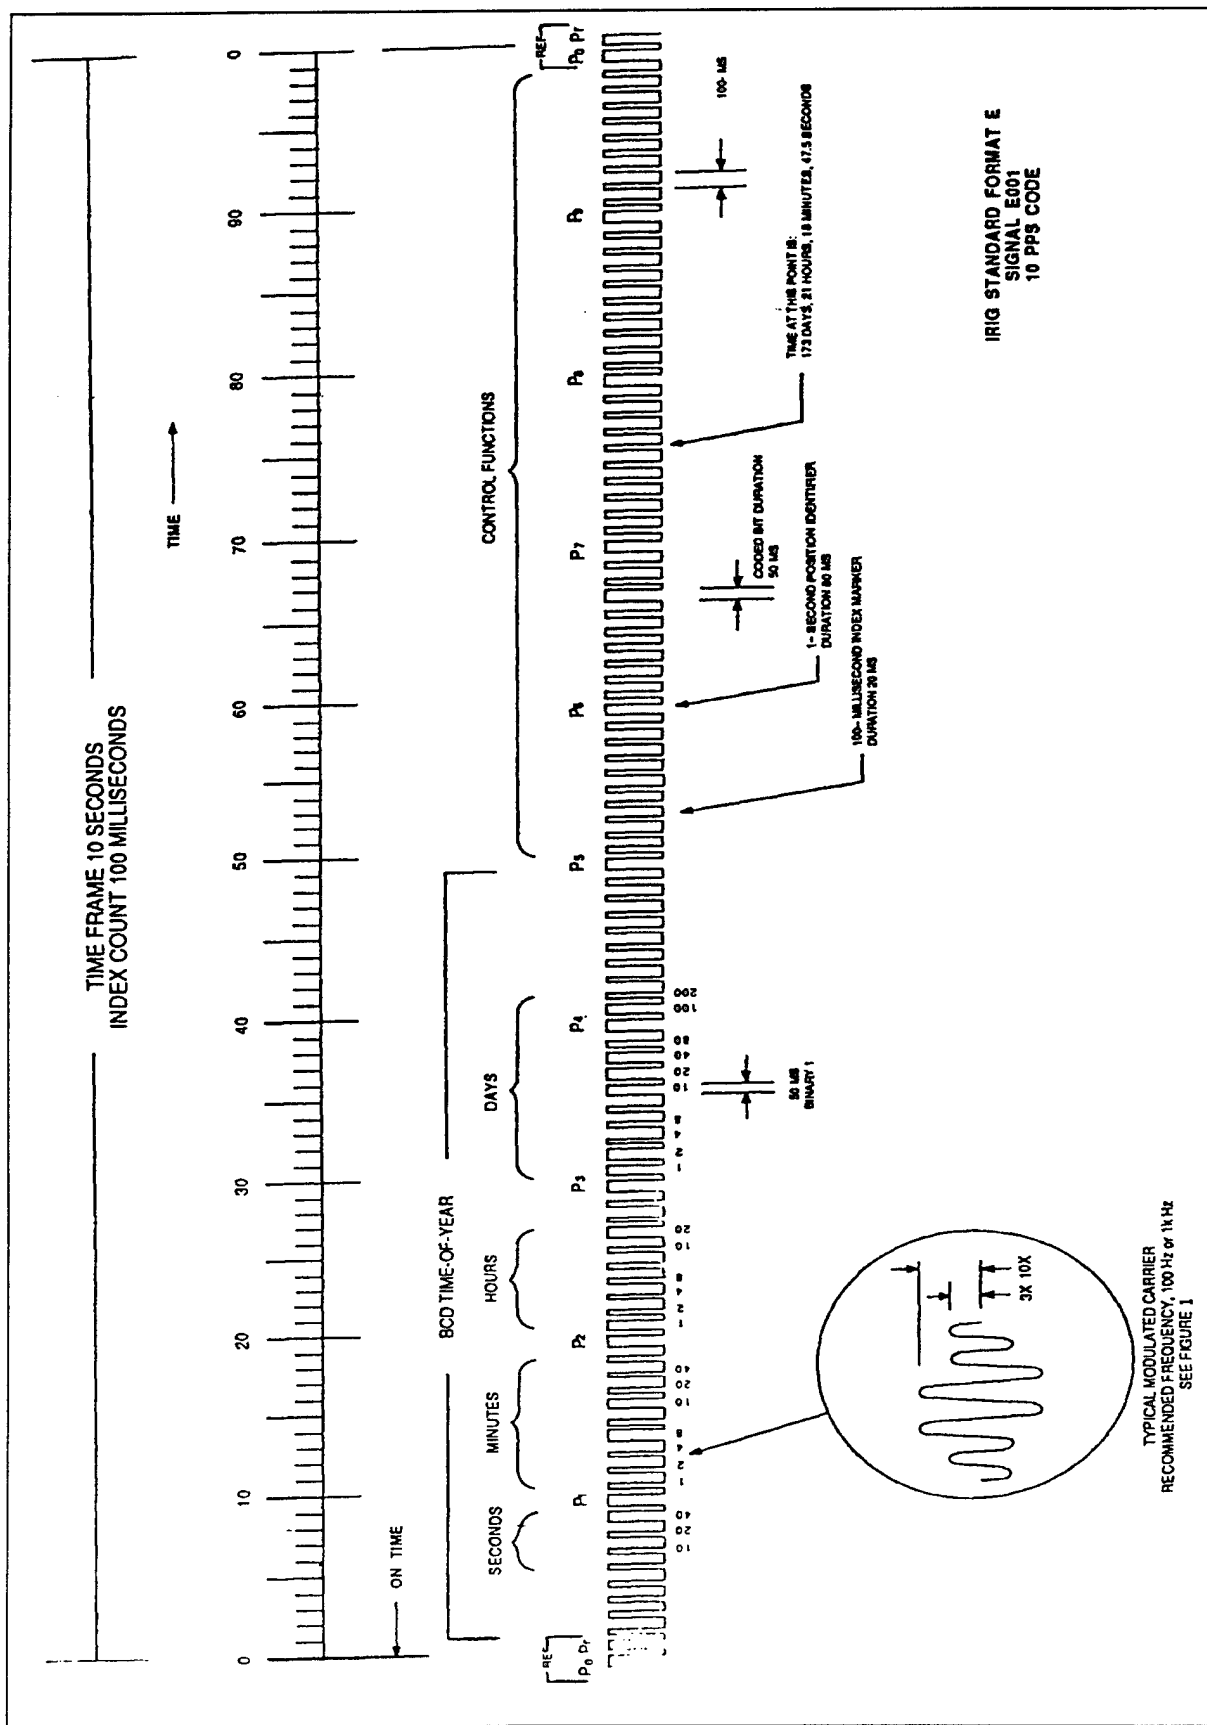 TIME FRAME 10 SECONDS
INDEX COUNT 100 MILLISECONDS
TIME
0 10 20 30 40 50 60 70 80 90 0
ON TIME
BCD TIME-OF-YEAR
SECONDS MINUTES HOURS DAYS CONTROL FUNCTIONS
REF REF
P0 Pr P1 P2 P3 P4 P5 P6 P7 P8 P9 P0 Pr
10 20 40 1 2 4 8 10 20 40 1 2 4 8 10 20 1 2 4 8 10 20 40 80 100 200
50 MS
BINARY 1
CODED BIT DURATION
50 MS
100- MS
1- SECOND POSITION IDENTIFIER
DURATION 80 MS
100- MILLISECOND INDEX MARKER
DURATION 20 MS
TIME AT THIS POINT IS:
173 DAYS, 21 HOURS, 18 MINUTES, 47.5 SECONDS
3X 10X
TYPICAL MODULATED CARRIER
RECOMMENDED FREQUENCY, 100 Hz or 1k Hz
SEE FIGURE 1
IRIG STANDARD FORMAT E
SIGNAL E001
10 PPS CODE